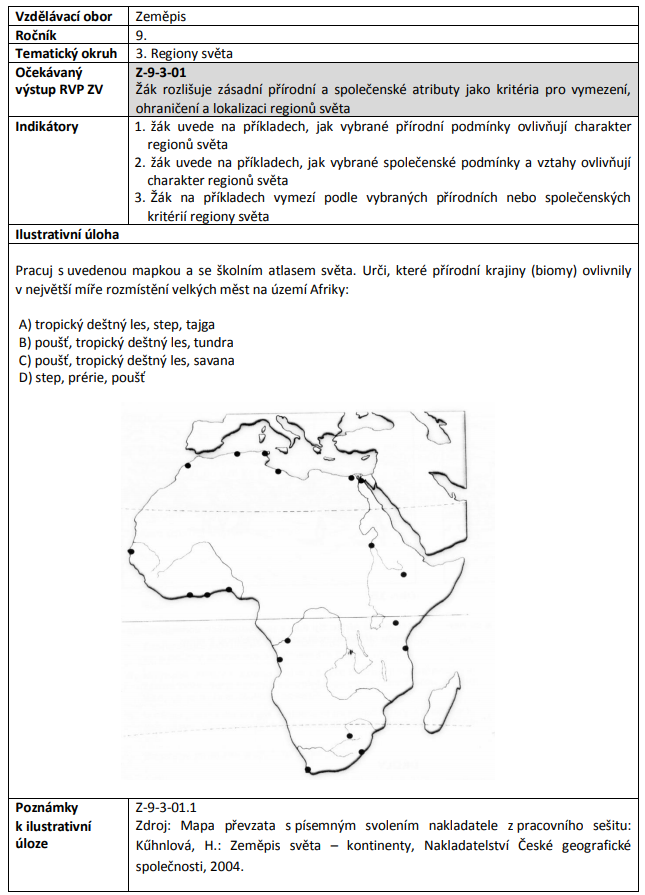 Vzdělávací obor Zeměpis
Ročník 9.
Tematický okruh 3. Regiony světa
Očekávaný výstup RVP ZV
Z-9-3-01
Žák rozlišuje zásadní přírodní a společenské atributy jako kritéria pro vymezení,
ohraničení a lokalizaci regionů světa
Indikátory
1. žák uvede na příkladech, jak vybrané přírodní podmínky ovlivňují charakter
regionů světa
2. žák uvede na příkladech, jak vybrané společenské podmínky a vztahy ovlivňují
charakter regionů světa
3. Žák na příkladech vymezí podle vybraných přírodních nebo společenských
kritérií regiony světa
Ilustrativní úloha
Pracuj s uvedenou mapkou a se školním atlasem světa. Urči, které přírodní krajiny (biomy) ovlivnily
v největší míře rozmístění velkých měst na území Afriky:
A) tropický deštný les, step, tajga
B) poušť, tropický deštný les, tundra
C) poušť, tropický deštný les, savana
D) step, prérie, poušť
Poznámky
k ilustrativní
úloze
Z-9-3-01.1
Zdroj: Mapa převzata s písemným svolením nakladatele z pracovního sešitu:
Kűhnlová, H.: Zeměpis světa – kontinenty, Nakladatelství České geografické
společnosti, 2004.